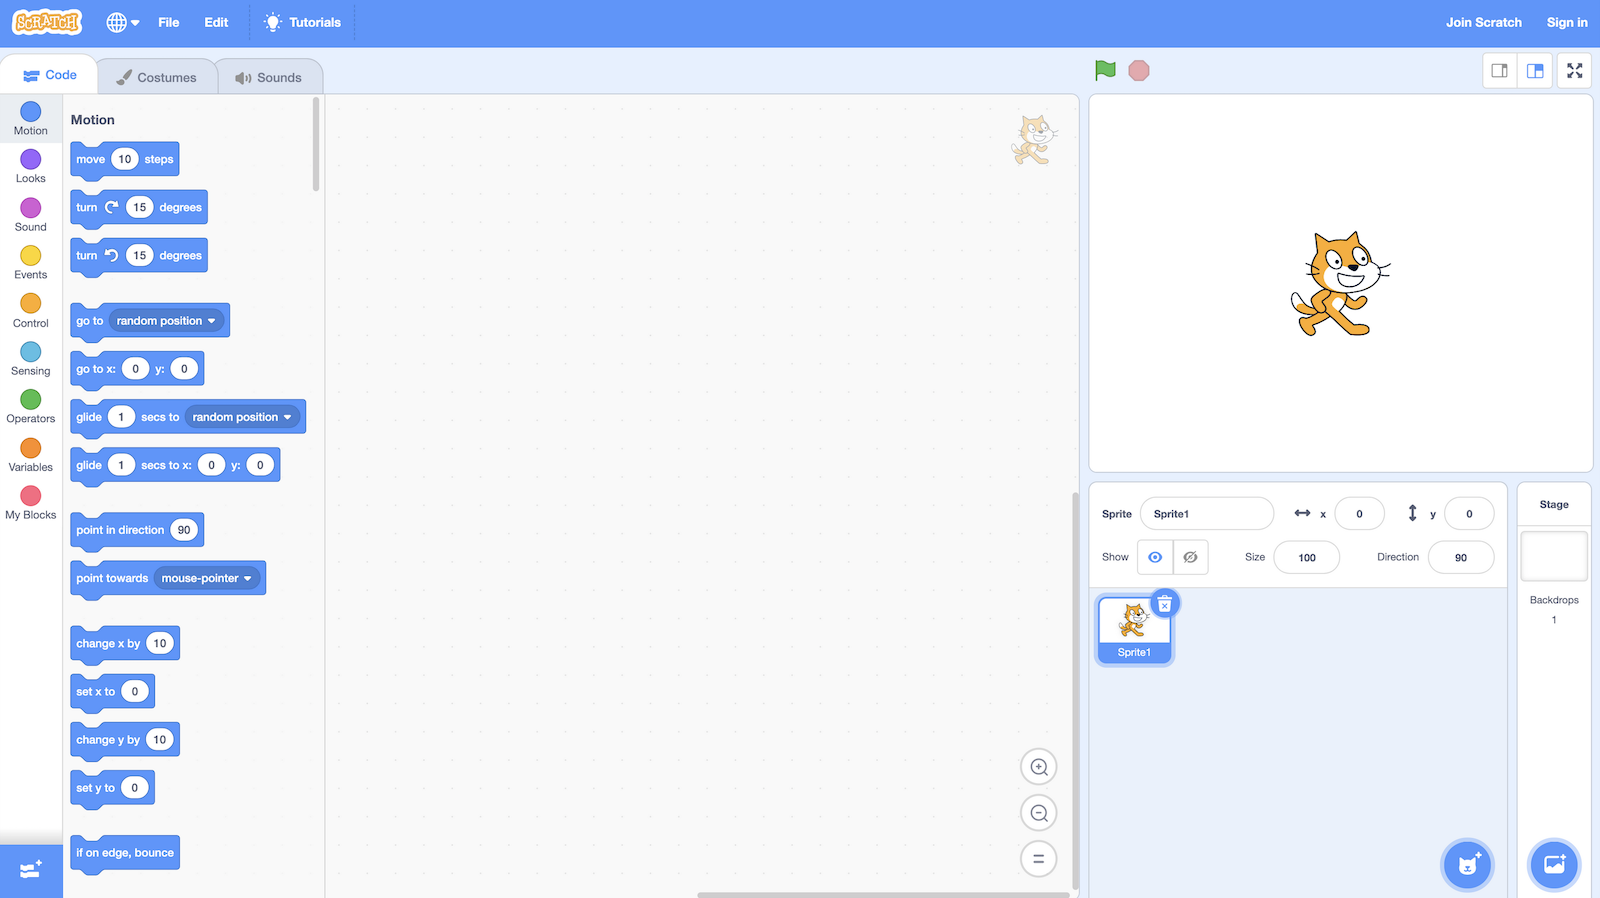 SCRATCH File Edit Tutorials Join Scratch Sign in
Code Costumes Sounds
Motion
Looks
Sound
Events
Control
Sensing
Operators
Variables
My Blocks
Motion
move 10 steps
turn 15 degrees
turn 15 degrees
go to random position
go to x: 0 y: 0
glide 1 secs to random position
glide 1 secs to x: 0 y: 0
point in direction 90
point towards mouse-pointer
change x by 10
set x to 0
change y by 10
set y to 0
if on edge, bounce
Sprite Sprite1 x 0 y 0
Show Size 100 Direction 90
Sprite1
Stage
Backdrops
1